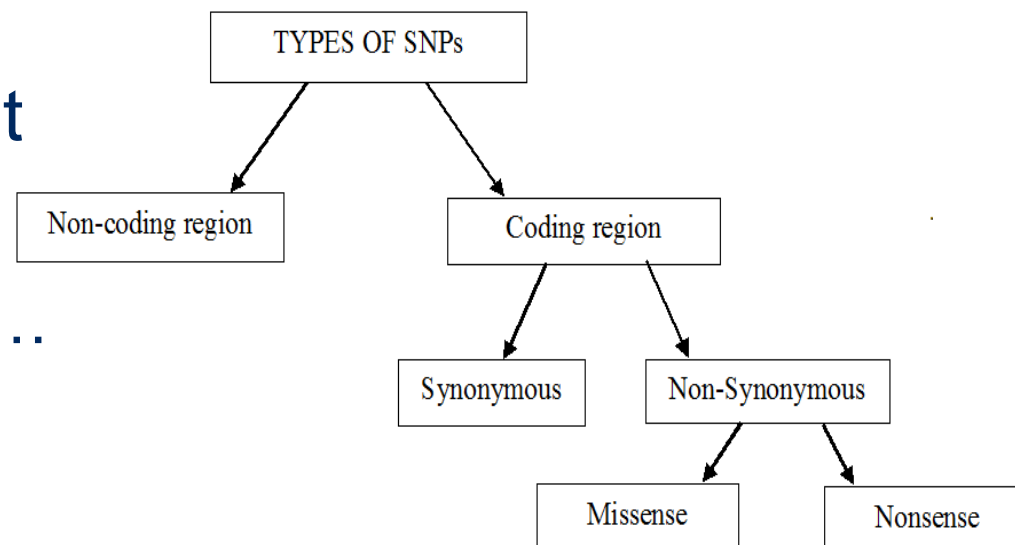 TYPES OF SNPs
t
Non-coding region
Coding region
..
Synonymous
Non-Synonymous
Missense
Nonsense